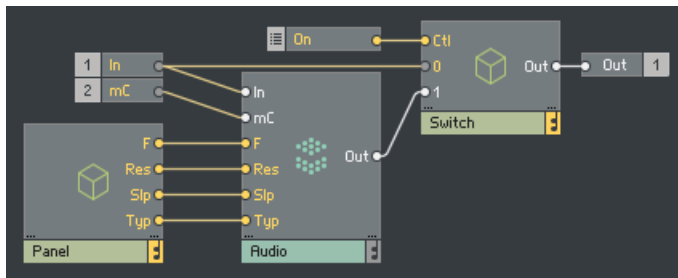 On
Ctl
1 In
0
Out
Out 1
2 mC
In
1
mC
Switch
F
F
Res
Res
Out
Slp
Slp
Typ
Typ
...
...
...
...
...
...
Panel
Audio